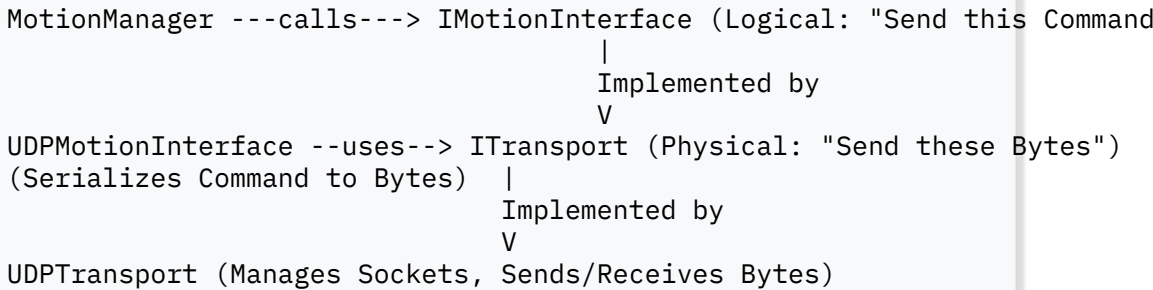 MotionManager ---calls---> IMotionInterface (Logical: "Send this Command
|
Implemented by
V
UDPMotionInterface --uses--> ITransport (Physical: "Send these Bytes")
(Serializes Command to Bytes) |
Implemented by
V
UDPTransport (Manages Sockets, Sends/Receives Bytes)